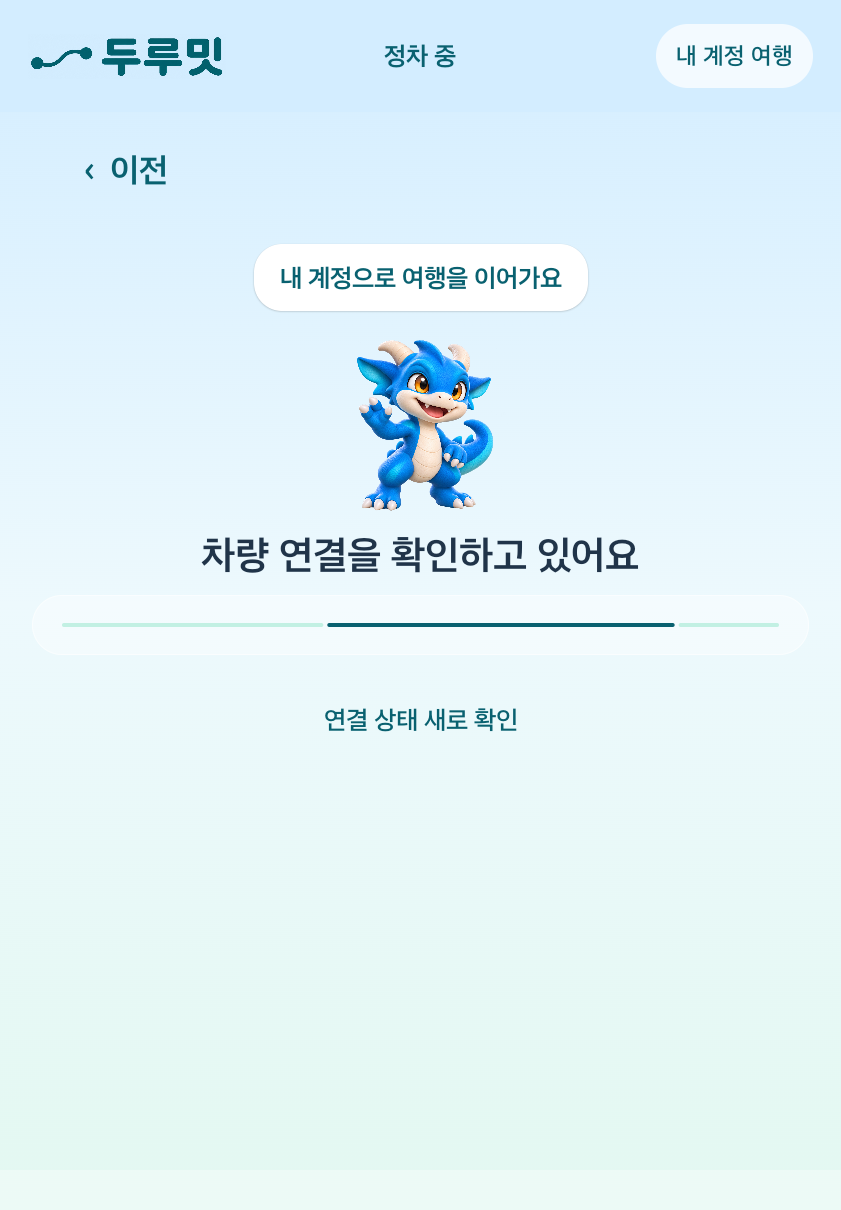 두루밋
정차 중
내 계정 여행
‹ 이전
내 계정으로 여행을 이어가요
차량 연결을 확인하고 있어요
연결 상태 새로 확인